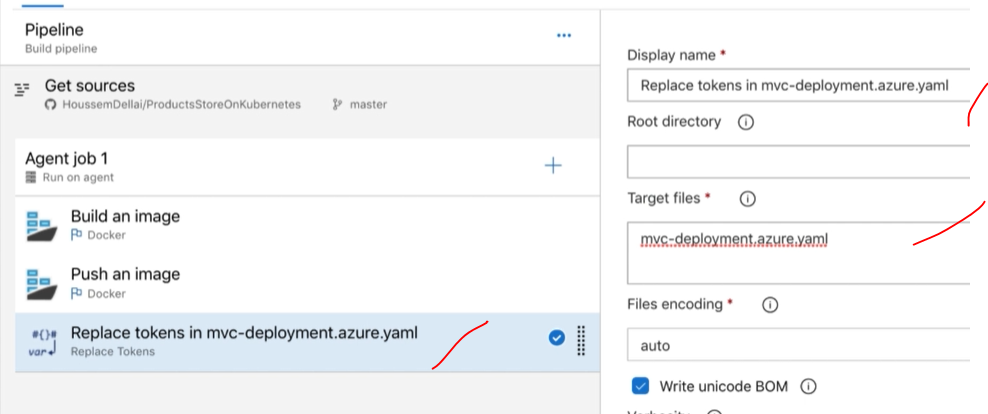 Pipeline
Build pipeline
...
Get sources
HoussemDellai/ProductsStoreOnKubernetes master
Agent job 1
Run on agent
Build an image
Docker
Push an image
Docker
#{}#
var
Replace tokens in mvc-deployment.azure.yaml
Replace Tokens
Display name *
Replace tokens in mvc-deployment.azure.yaml
Root directory
Target files *
mvc-deployment.azure.yaml
Files encoding *
auto
Write unicode BOM